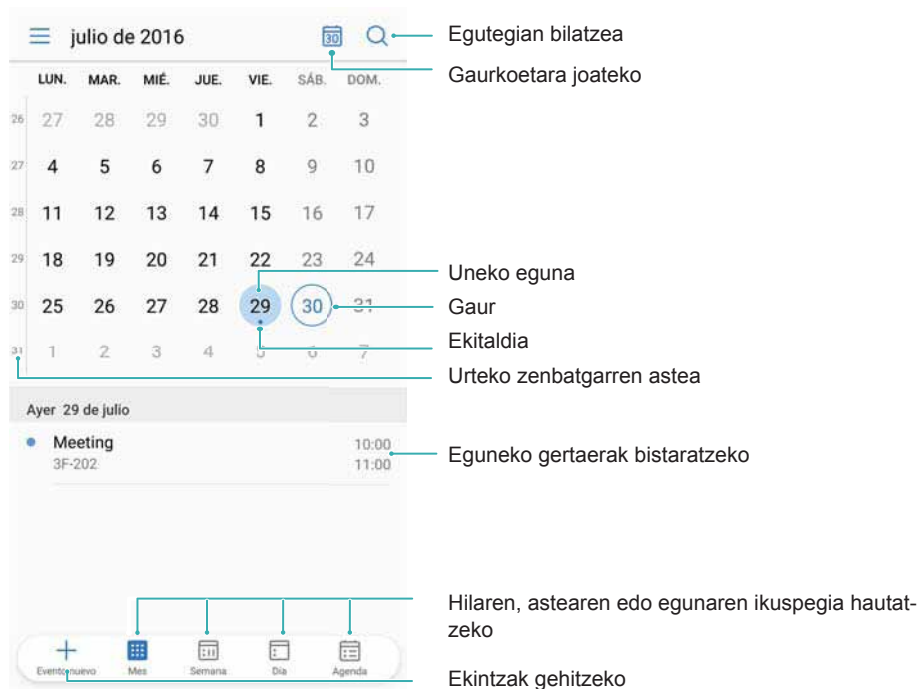 julio de 2016
30
Egutegian bilatzea
Gaurkoetara joateko
LUN. MAR. MIÉ. JUE. VIE. SÁB. DOM.
26 27 28 29 30 1 2 3
27 4 5 6 7 8 9 10
28 11 12 13 14 15 16 17
29 18 19 20 21 22 23 24
30 25 26 27 28 29 30 31
31 1 2 3 4 5 6 7
Uneko eguna
Gaur
Ekitaldia
Urteko zenbatgarren astea
Ayer 29 de julio
Meeting 10:00
3F-202 11:00
Eguneko gertaerak bistaratzeko
Hilaren, astearen edo egunaren ikuspegia hautat-
zeko
Evento nuevo Mes Semana Día Agenda
Ekintzak gehitzeko